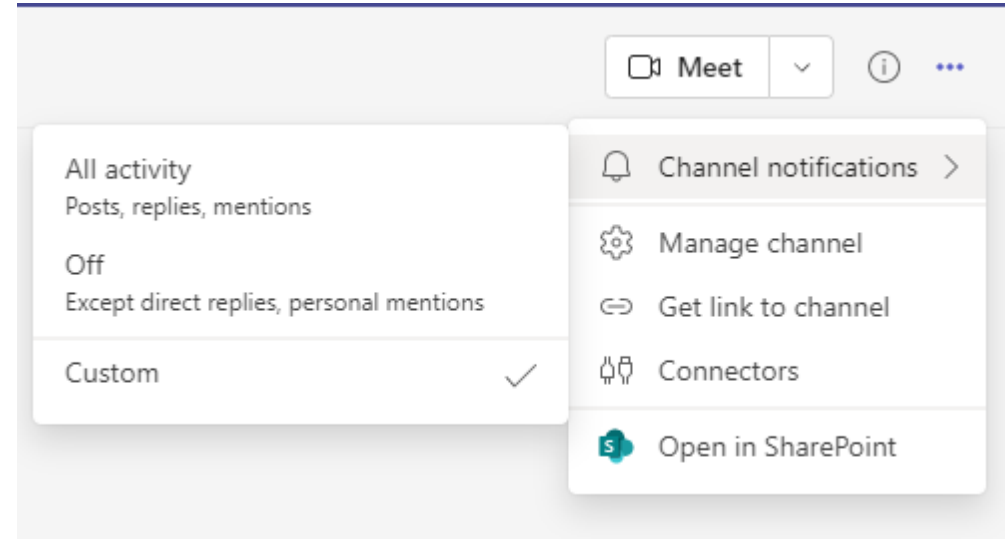 Meet
All activity
Posts, replies, mentions
Off
Except direct replies, personal mentions
Custom
Channel notifications
Manage channel
Get link to channel
Connectors
S
Open in SharePoint